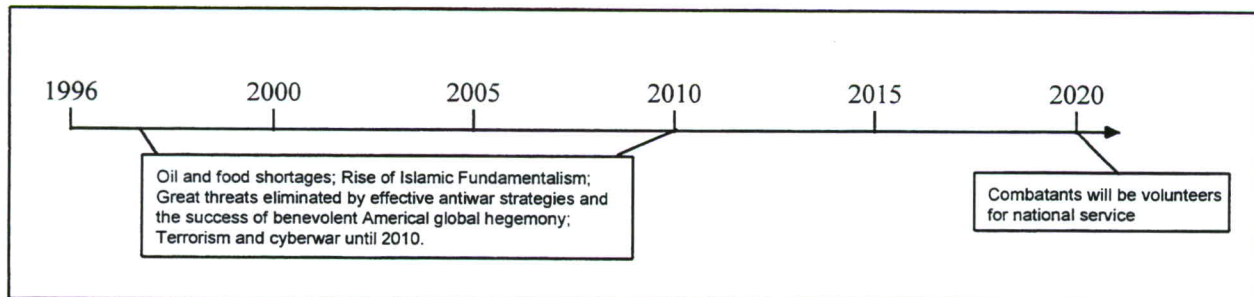 1996 2000 2005 2010 2015 2020
Oil and food shortages; Rise of Islamic Fundamentalism;
Great threats eliminated by effective antiwar strategies and
the success of benevolent Americal global hegemony;
Terrorism and cyberwar until 2010.
Combatants will be volunteers
for national service